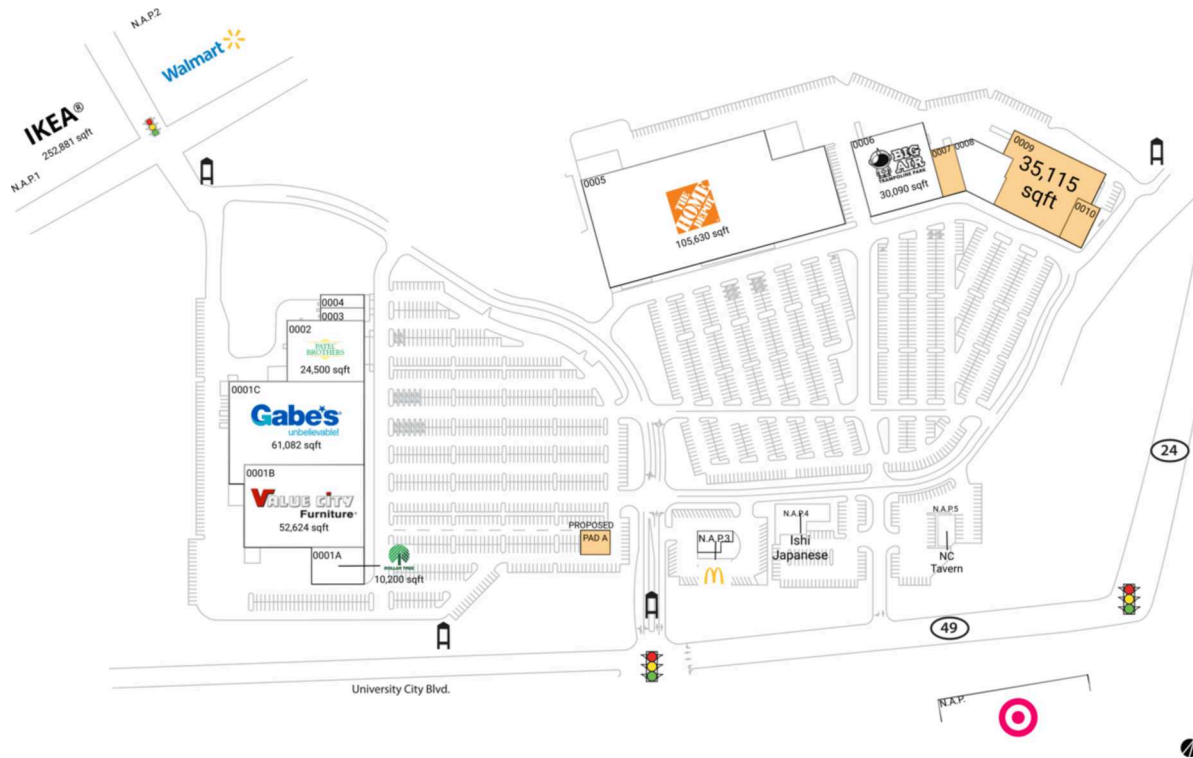 N.A.P.2
Walmart
IKEA®
252,881 sqft
N.A.P.1
0005
THE HOME DEPOT
105,630 sqft
0006
BIG AIR
TRAMPOLINE PARK
30,090 sqft
0007
0008
0009
35,115
sqft
0010
0004
0003
0002
PATEL
BROTHERS
24,500 sqft
0001C
Gabe's
unbelievable!
61,082 sqft
0001B
VALUE CITY
Furniture
52,624 sqft
0001A
DOLLAR TREE
10,200 sqft
PROPOSED
PAD A
N.A.P.3
N.A.P.4
Ishi
Japanese
N.A.P.5
NC
Tavern
24
49
University City Blvd.
N.A.P.